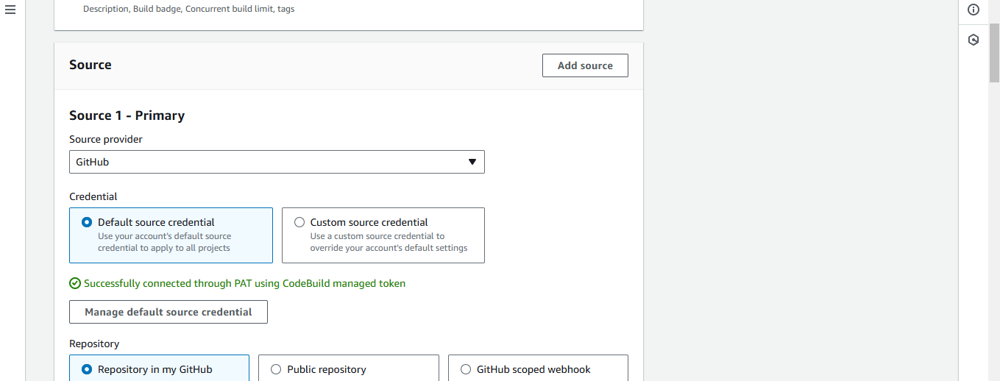 Description, Build badge, Concurrent build limit, tags
Source
Add source
Source 1 - Primary
Source provider
GitHub
Credential
Default source credential
Use your account's default source
credential to apply to all projects
Custom source credential
Use a custom source credential to
override your account's default settings
Successfully connected through PAT using CodeBuild managed token
Manage default source credential
Repository
Repository in my GitHub
Public repository
GitHub scoped webhook